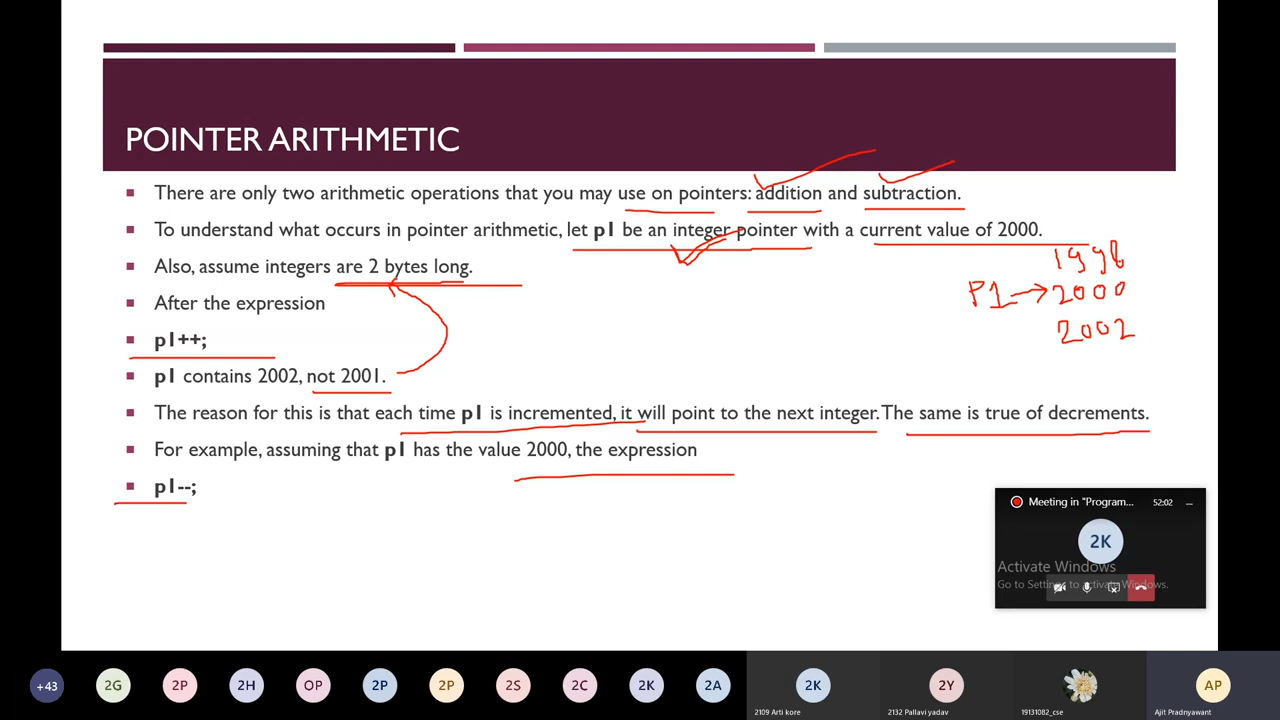 POINTER ARITHMETIC
There are only two arithmetic operations that you may use on pointers: addition and subtraction.
To understand what occurs in pointer arithmetic, let p1 be an integer pointer with a current value of 2000.
1998
Also, assume integers are 2 bytes long.
P1 → 2000
After the expression
2002
p1++;
p1 contains 2002, not 2001.
The reason for this is that each time p1 is incremented, it will point to the next integer. The same is true of decrements.
For example, assuming that p1 has the value 2000, the expression
p1--;
Meeting in "Program... 52:02
2K
Activate Windows
Go to Settings to activate Windows.
+43 2G 2P 2H OP 2P 2P 2S 2C 2K 2A 2K 2Y AP
2109 Arti kore 2132 Pallavi yadav 19131082_cse Ajit Pradnyawant